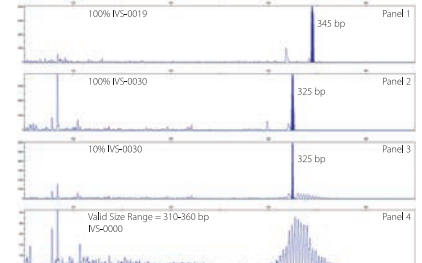 100% IVS-0019
Panel 1
345 bp
100% IVS-0030
Panel 2
325 bp
10% IVS-0030
Panel 3
325 bp
Valid Size Range = 310-360 bp
Panel 4
IVS-0000